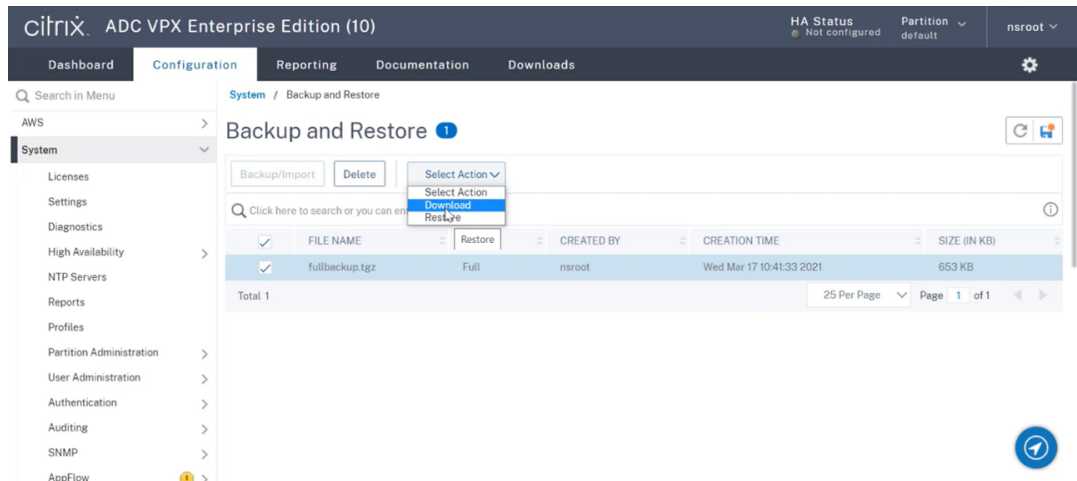 citrix. ADC VPX Enterprise Edition (10)
HA Status
Not configured
Partition
default
nsroot
Dashboard Configuration Reporting Documentation Downloads
Search in Menu
AWS
System
Licenses
Settings
Diagnostics
High Availability
NTP Servers
Reports
Profiles
Partition Administration
User Administration
Authentication
Auditing
SNMP
AppFlow
System / Backup and Restore
Backup and Restore 1
Backup/Import Delete Select Action
Select Action
Download
Restore
Click here to search or you can
Restore
FILE NAME CREATED BY CREATION TIME SIZE (IN KB)
fullbackup.tgz Full nsroot Wed Mar 17 10:41:33 2021 653 KB
Total 1 25 Per Page Page 1 of 1